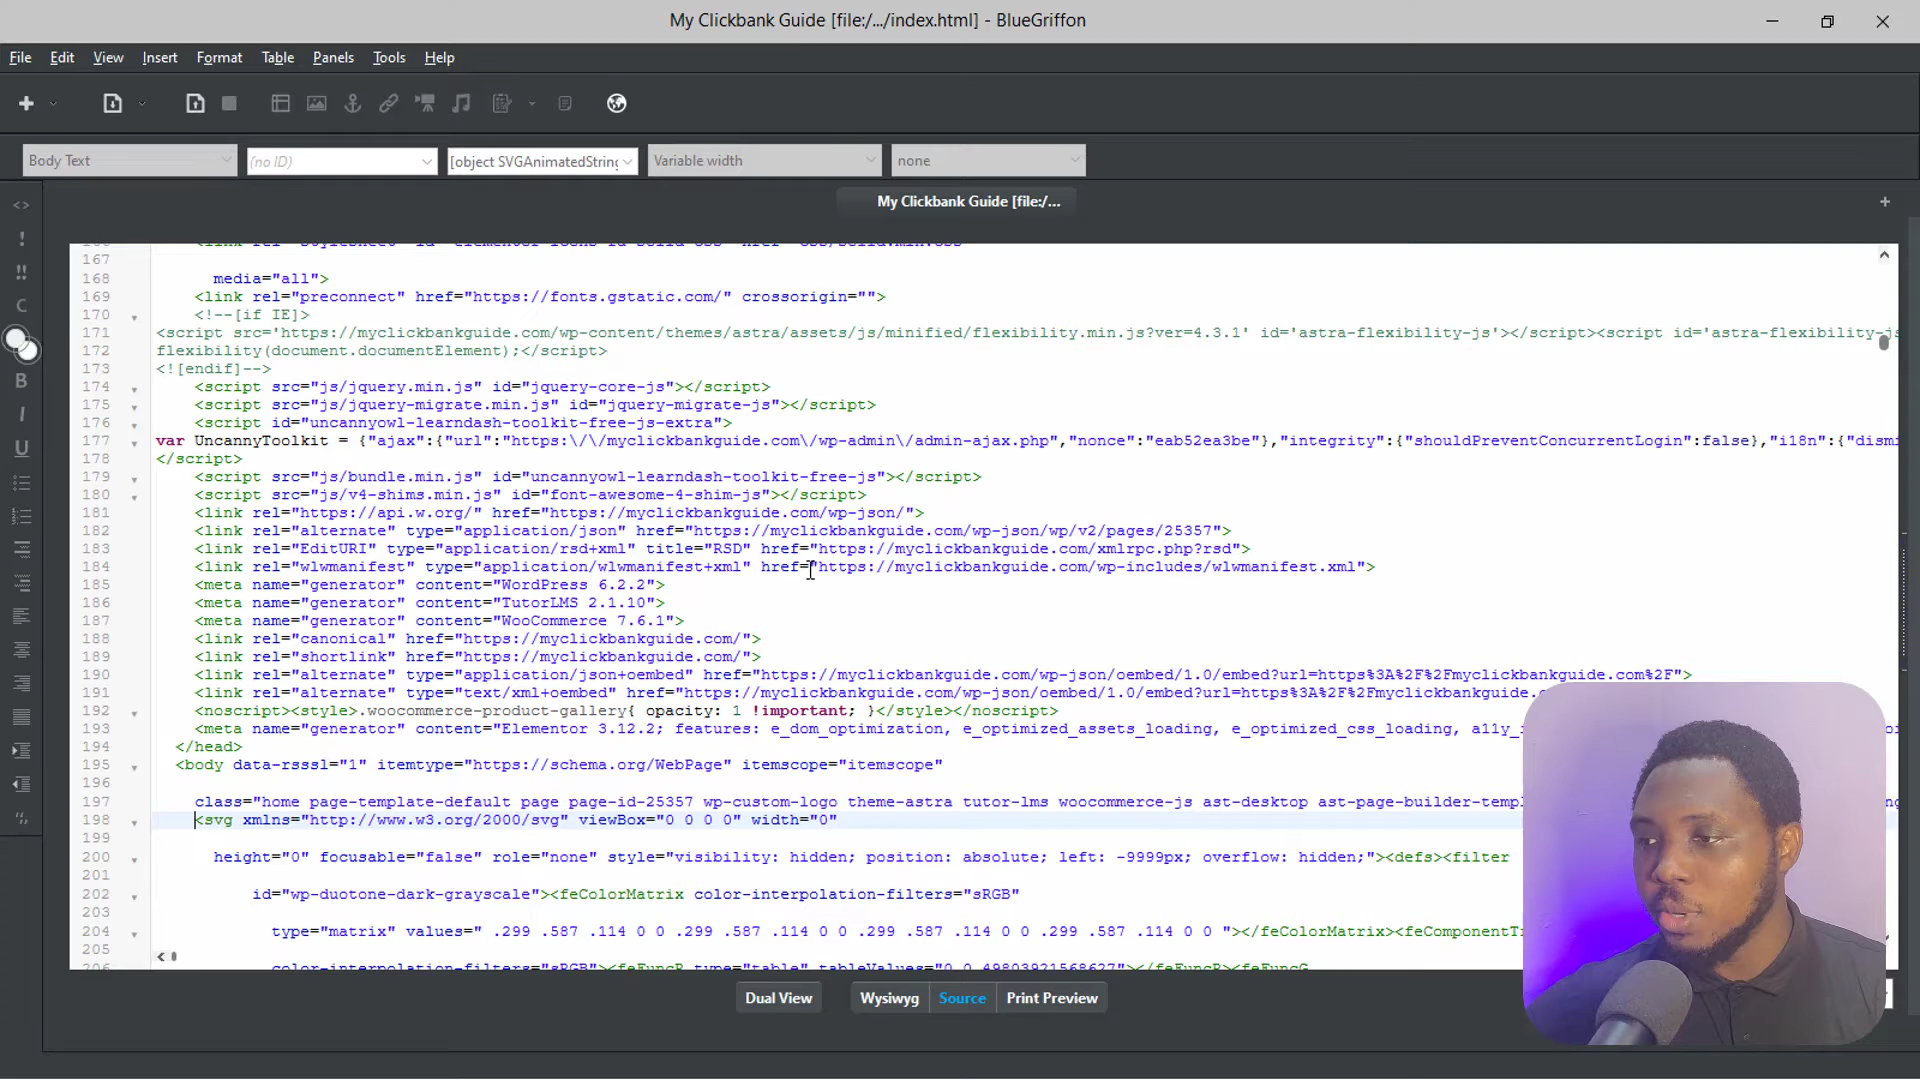 My Clickbank Guide [file:/.../index.html] - BlueGriffon
File Edit View Insert Format Table Panels Tools Help
Body Text (no ID) [object SVGAnimatedString Variable width none
My Clickbank Guide [file:/...
167
168 media="all">
169 <link rel="preconnect" href="https://fonts.gstatic.com/" crossorigin="">
170 <!--[if IE]>
171 <script src='https://myclickbankguide.com/wp-content/themes/astra/assets/js/minified/flexibility.min.js?ver=4.3.1' id='astra-flexibility-js'></script><script id='astra-flexibility-js
172 flexibility(document.documentElement);</script>
173 <![endif]-->
174 <script src="js/jquery.min.js" id="jquery-core-js"></script>
175 <script src="js/jquery-migrate.min.js" id="jquery-migrate-js"></script>
176 <script id="uncannyowl-learndash-toolkit-free-js-extra">
177 var UncannyToolkit = {"ajax":{"url":"https:\/\/myclickbankguide.com\/wp-admin\/admin-ajax.php","nonce":"eab52ea3be"},"integrity":{"shouldPreventConcurrentLogin":false},"i18n":{"dismi
178 </script>
179 <script src="js/bundle.min.js" id="uncannyowl-learndash-toolkit-free-js"></script>
180 <script src="js/v4-shims.min.js" id="font-awesome-4-shim-js"></script>
181 <link rel="https://api.w.org/" href="https://myclickbankguide.com/wp-json/">
182 <link rel="alternate" type="application/json" href="https://myclickbankguide.com/wp-json/wp/v2/pages/25357">
183 <link rel="EditURI" type="application/rsd+xml" title="RSD" href="https://myclickbankguide.com/xmlrpc.php?rsd">
184 <link rel="wlwmanifest" type="application/wlwmanifest+xml" href="https://myclickbankguide.com/wp-includes/wlwmanifest.xml">
185 <meta name="generator" content="WordPress 6.2.2">
186 <meta name="generator" content="TutorLMS 2.1.10">
187 <meta name="generator" content="WooCommerce 7.6.1">
188 <link rel="canonical" href="https://myclickbankguide.com/">
189 <link rel="shortlink" href="https://myclickbankguide.com/">
190 <link rel="alternate" type="application/json+oembed" href="https://myclickbankguide.com/wp-json/oembed/1.0/embed?url=https%3A%2F%2Fmyclickbankguide.com%2F">
191 <link rel="alternate" type="text/xml+oembed" href="https://myclickbankguide.com/wp-json/oembed/1.0/embed?url=https%3A%2F%2Fmyclickbankguide.
192 <noscript><style>.woocommerce-product-gallery{ opacity: 1 !important; }</style></noscript>
193 <meta name="generator" content="Elementor 3.12.2; features: e_dom_optimization, e_optimized_assets_loading, e_optimized_css_loading, a11y_i
194 </head>
195 <body data-rsssl="1" itemtype="https://schema.org/WebPage" itemscope="itemscope"
196
197 class="home page-template-default page page-id-25357 wp-custom-logo theme-astra tutor-lms woocommerce-js ast-desktop ast-page-builder-templ
198 <svg xmlns="http://www.w3.org/2000/svg" viewBox="0 0 0 0" width="0"
200 height="0" focusable="false" role="none" style="visibility: hidden; position: absolute; left: -9999px; overflow: hidden;"><defs><filter
201
202 id="wp-duotone-dark-grayscale"><feColorMatrix color-interpolation-filters="sRGB"
203
204 type="matrix" values=" .299 .587 .114 0 0 .299 .587 .114 0 0 .299 .587 .114 0 0 .299 .587 .114 0 0 "></feColorMatrix><feComponentTr
205
206 color-interpolation-filters="sRGB"><feFuncR type="table" tableValues="0 0.49803921568627"></feFuncR><feFuncG
Dual View Wysiwyg Source Print Preview